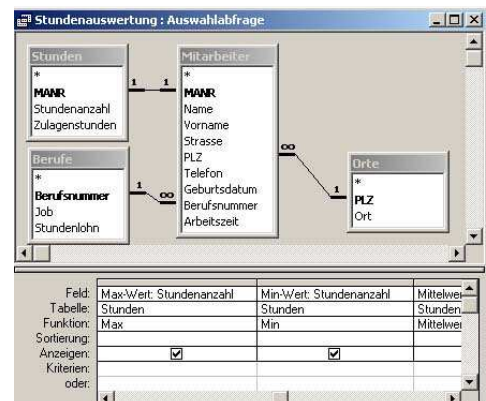 Stundenauswertung : Auswahlabfrage
Stunden
*
MANR
Stundenanzahl
Zulagenstunden
1 1
Mitarbeiter
*
MANR
Name
Vorname
Strasse
PLZ
Telefon
Geburtsdatum
Berufsnummer
Arbeitszeit
Berufe
*
Berufsnummer
Job
Stundenlohn
1 ∞
∞ 1
Orte
*
PLZ
Ort
Feld: Max-Wert: Stundenanzahl Min-Wert: Stundenanzahl
Tabelle: Stunden Stunden Stunden
Funktion: Max Min
Sortierung:
Anzeigen:
Kriterien:
oder: